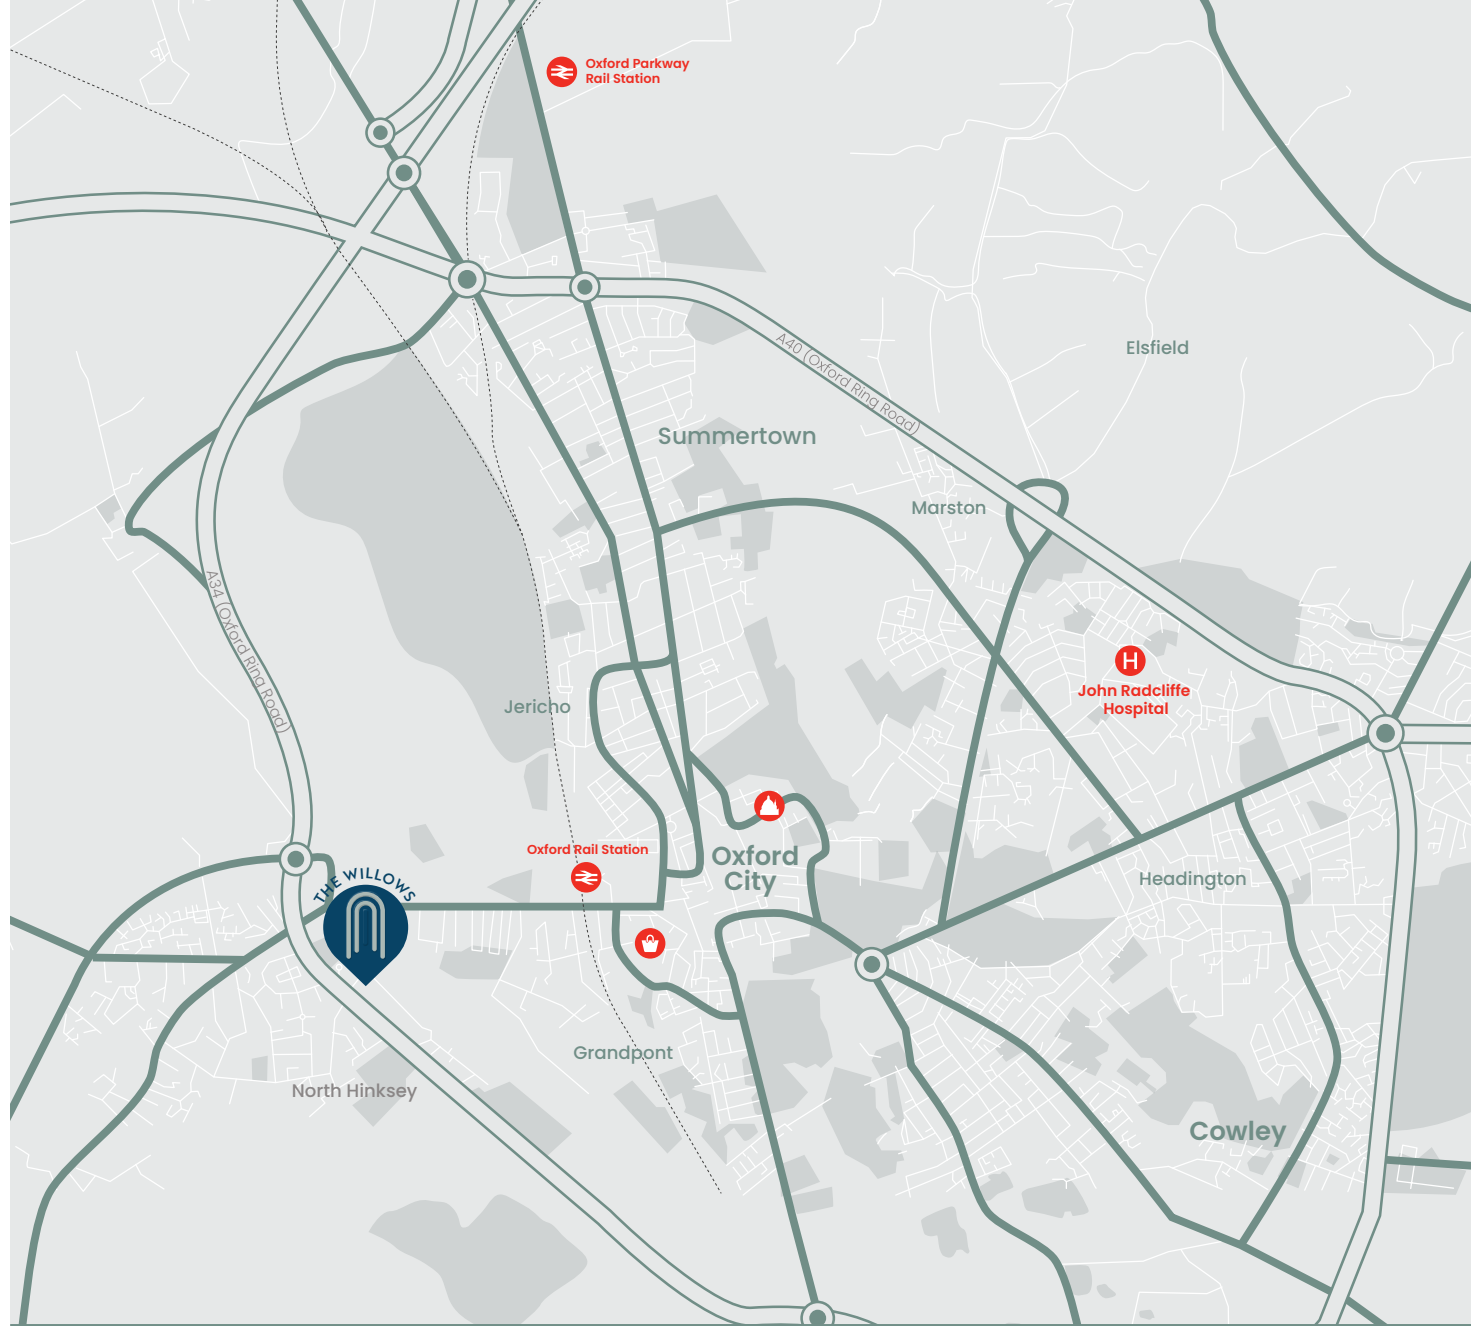 Oxford Parkway
Rail Station
A40 (Oxford Ring Road)
Elsfield
Summertown
Marston
A34 (Oxford Ring Road)
John Radcliffe
Hospital
Jericho
Oxford Rail Station
Oxford
City
THE WILLOWS
Headington
Grandpont
North Hinksey
Cowley
H